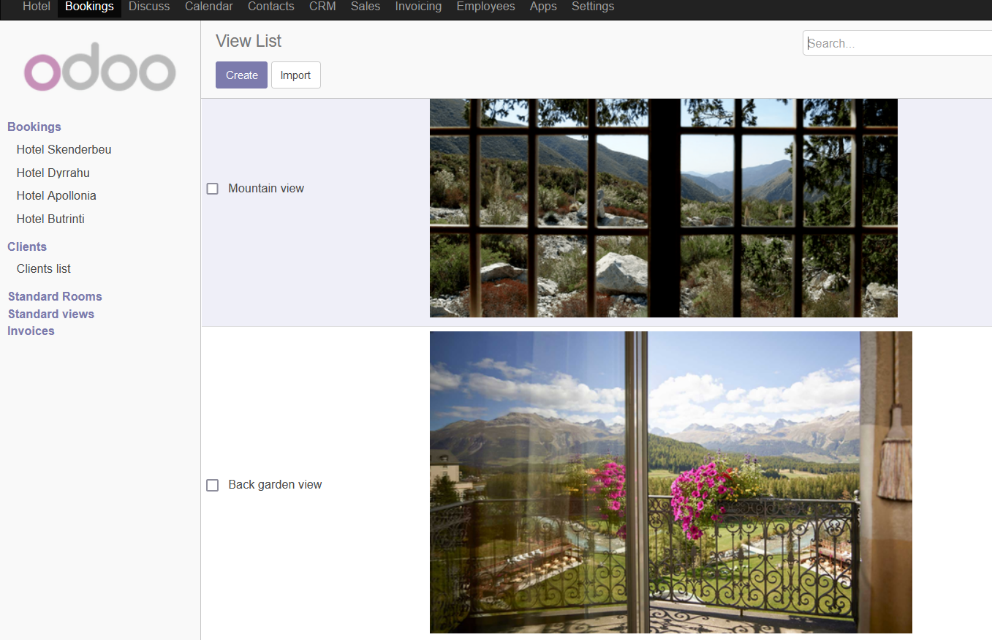 Hotel Bookings Discuss Calendar Contacts CRM Sales Invoicing Employees Apps Settings
odoo
View List
Search...
Create Import
Bookings
Hotel Skenderbeu
Hotel Dyrrahu
Hotel Apollonia
Hotel Butrinti
Clients
Clients list
Standard Rooms
Standard views
Invoices
Mountain view
Back garden view